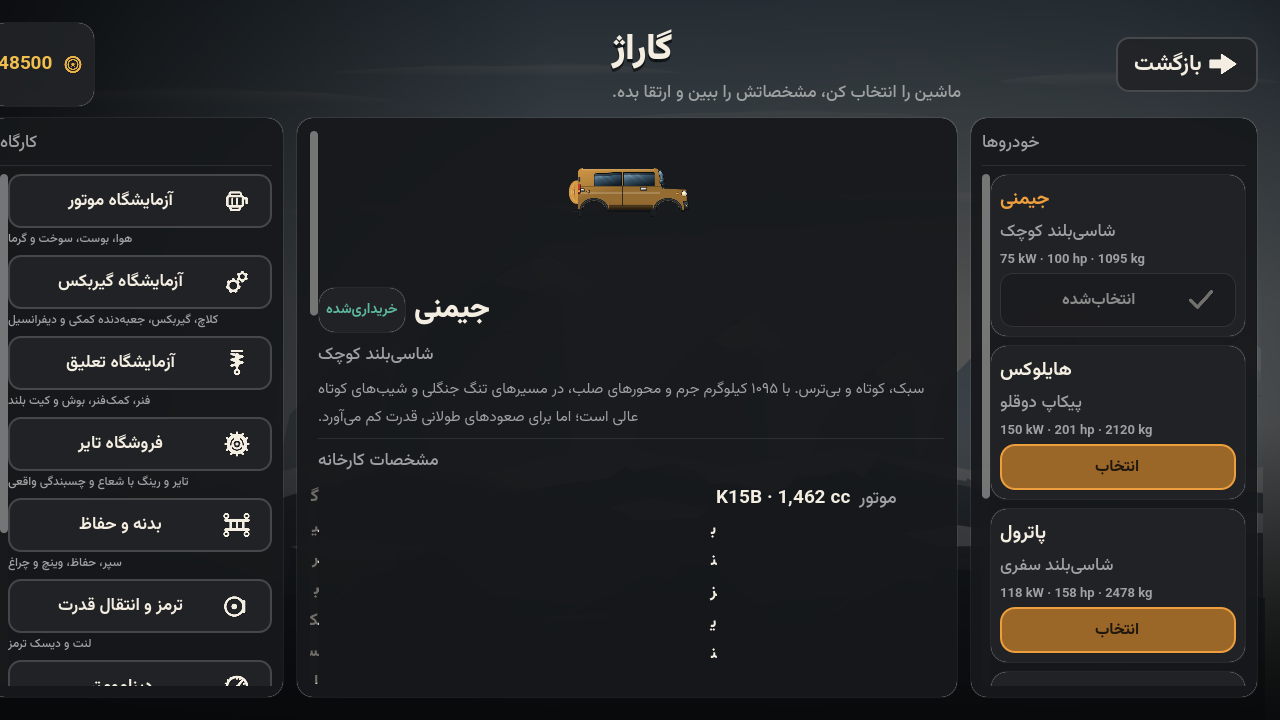 بازگشت
گاراژ
ماشین را انتخاب کن، مشخصاتش را ببین و ارتقا بده.
48500
خودروها
جیمنی
شاسی‌بلند کوچک
75 kW · 100 hp · 1095 kg
انتخاب‌شده
هایلوکس
پیکاپ دوقلو
150 kW · 201 hp · 2120 kg
انتخاب
پاترول
شاسی‌بلند سفری
118 kW · 158 hp · 2478 kg
انتخاب
جیمنی
خریداری‌شده
شاسی‌بلند کوچک
سبک، کوتاه و بی‌ترس. با ۱۰۹۵ کیلوگرم جرم و محورهای صلب، در مسیرهای تنگ جنگلی و شیب‌های کوتاه
عالی است؛ اما برای صعودهای طولانی قدرت کم می‌آورد.
مشخصات کارخانه
موتور K15B · 1,462 cc
کارگاه
آزمایشگاه موتور
هوا، بوست، سوخت و گرما
آزمایشگاه گیربکس
کلاچ، گیربکس، جعبه‌دنده کمکی و دیفرانسیل
آزمایشگاه تعلیق
فنر، کمک‌فنر، بوش و کیت بلند
فروشگاه تایر
تایر و رینگ با شعاع و چسبندگی واقعی
بدنه و حفاظ
سپر، حفاظ، وینچ و چراغ
ترمز و انتقال قدرت
لنت و دیسک ترمز